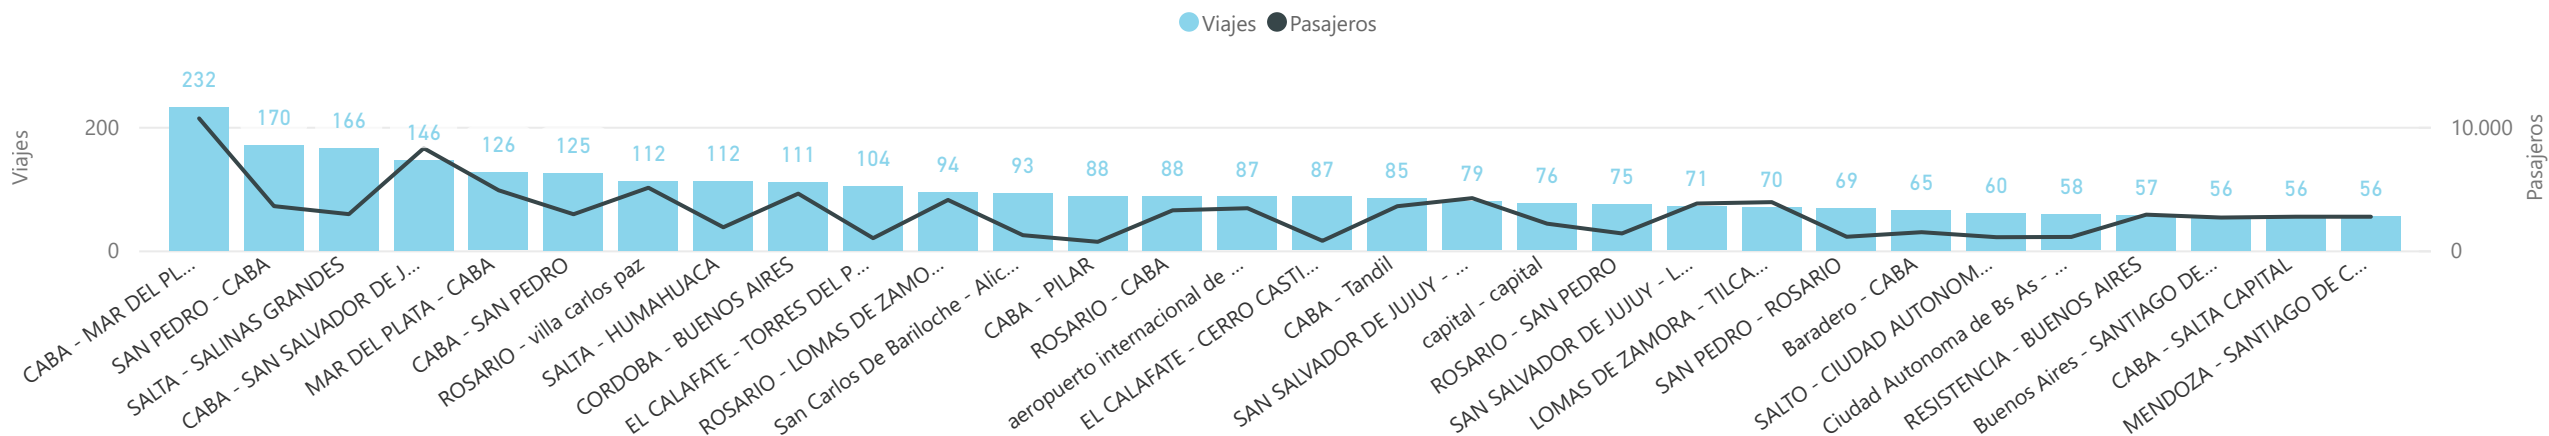 Viajes Pasajeros
232 170 166 146 126 125 112 112 111 104 94 93 88 88 87 87 85 79 76 75 71 70 69 65 60 58 57 56 56 56
Viajes
200
0
10.000
0
Pasajeros
CABA - MAR DEL PL...
SAN PEDRO - CABA
SALTA - SALINAS GRANDES
CABA - SAN SALVADOR DE J...
MAR DEL PLATA - CABA
CABA - SAN PEDRO
ROSARIO - villa carlos paz
SALTA - HUMAHUACA
CORDOBA - BUENOS AIRES
EL CALAFATE - TORRES DEL P...
ROSARIO - LOMAS DE ZAMO...
San Carlos De Bariloche - Alic...
CABA - PILAR
ROSARIO - CABA
aeropuerto internacional de ...
EL CALAFATE - CERRO CASTI...
CABA - Tandil
SAN SALVADOR DE JUJUY - ...
capital - capital
ROSARIO - SAN PEDRO
SAN SALVADOR DE JUJUY - L...
LOMAS DE ZAMORA - TILCA...
SAN PEDRO - ROSARIO
Baradero - CABA
SALTO - CIUDAD AUTONOM...
Ciudad Autonoma de Bs As - ...
RESISTENCIA - BUENOS AIRES
Buenos Aires - SANTIAGO DE...
CABA - SALTA CAPITAL
MENDOZA - SANTIAGO DE C...